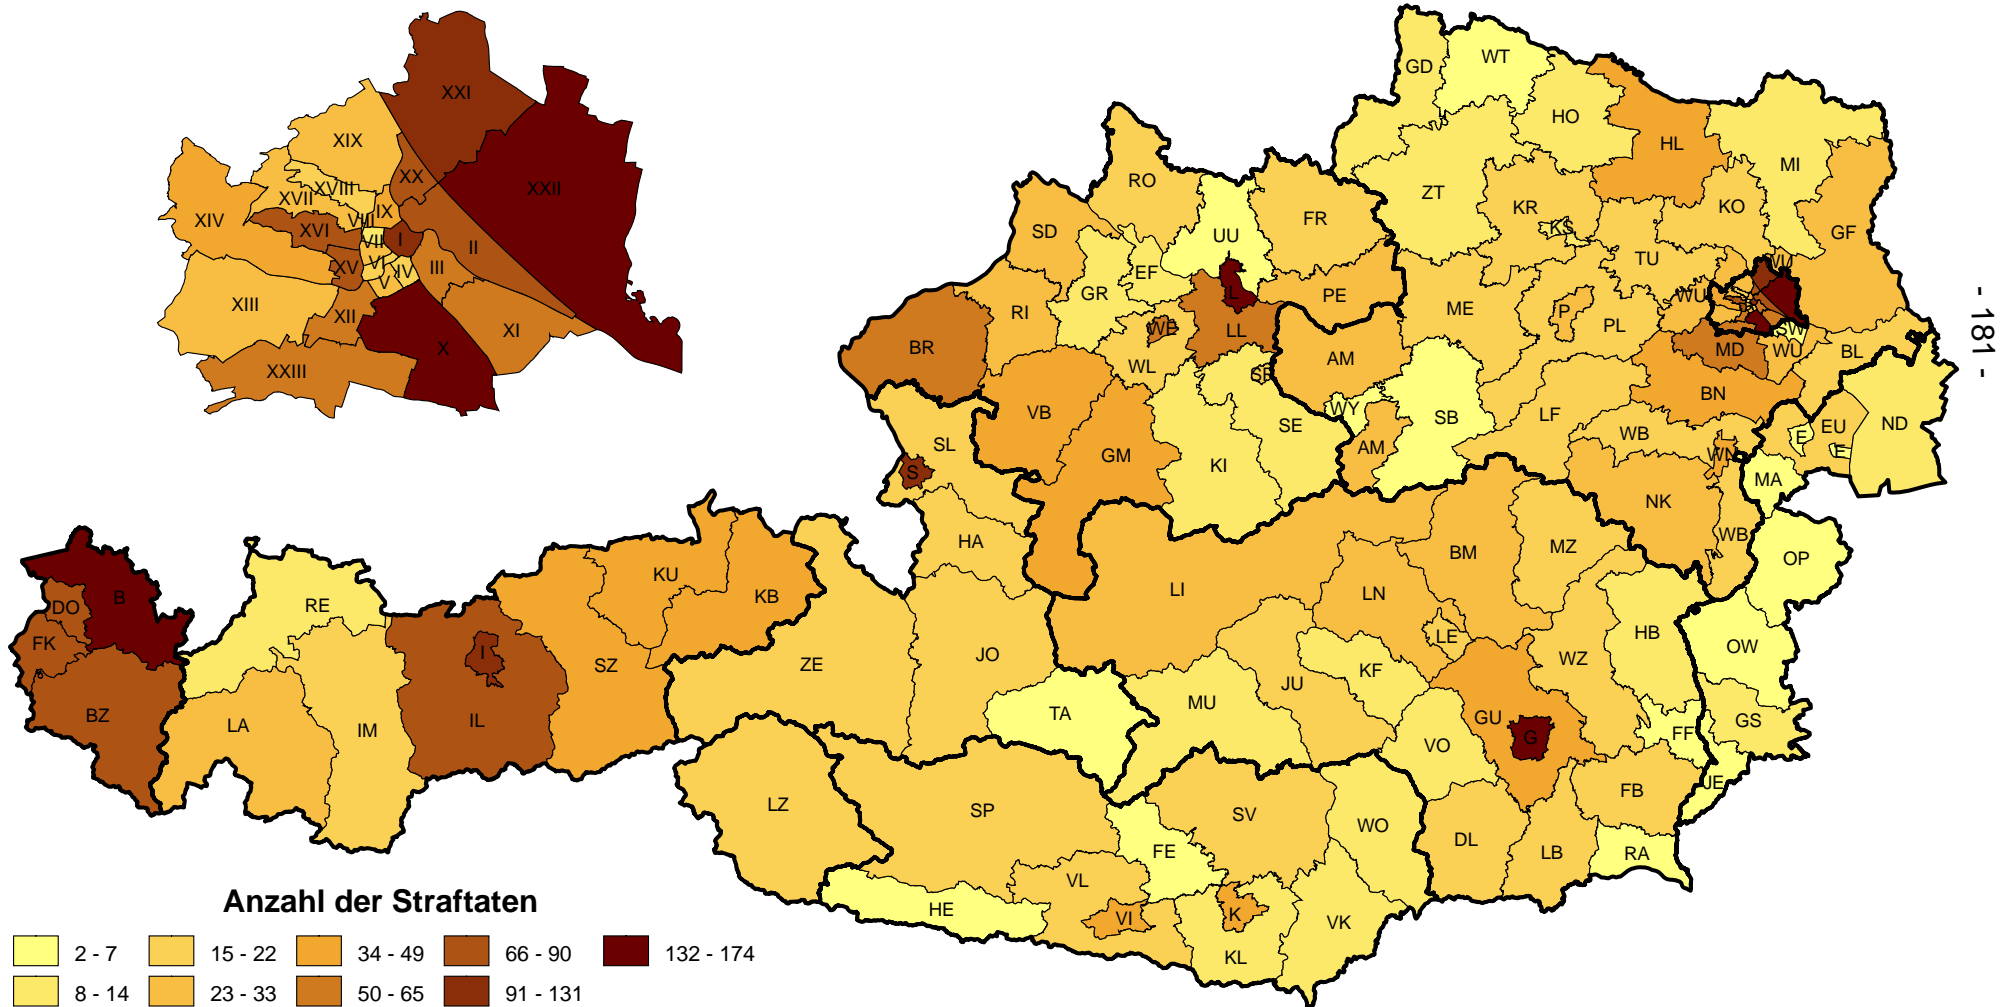 XXI
XIX
XX
XXII
XVIII
XVII
IX
XIV
VIII
XVI
VII
I
II
XV
VI
IV
III
V
XIII
XII
XI
X
XXIII
GD
WT
HO
HL
MI
RO
ZT
KR
KO
SD
FR
UU
KS
GF
EF
TU
WU
GR
L
PE
WU
RI
ME
P
PL
WE
LL
SW
BR
WL
AM
MD
WU
BL
SR
VB
WY
SB
LF
BN
SE
EU
ND
SL
GM
AM
WB
E
KI
WN
E
S
MA
NK
HA
BM
MZ
WB
OP
KU
LI
LN
KB
B
RE
DO
HB
FK
LE
OW
I
SZ
ZE
JO
KF
WZ
JU
MU
BZ
IL
LA
IM
TA
GU
GS
G
FF
VO
JE
LZ
SP
SV
FB
WO
DL
FE
LB
RA
VL
HE
VI
K
VK
KL
- 181 -
Anzahl der Straftaten
2 - 7
15 - 22
34 - 49
66 - 90
132 - 174
8 - 14
23 - 33
50 - 65
91 - 131